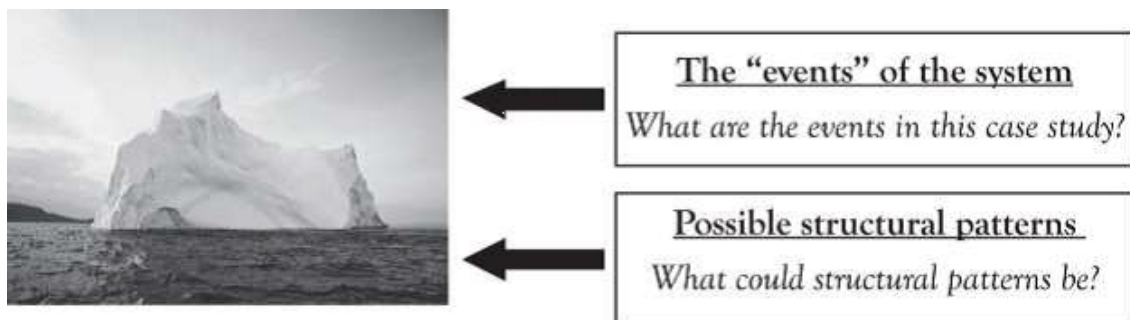 The “events” of the system
What are the events in this case study?
Possible structural patterns
What could structural patterns be?